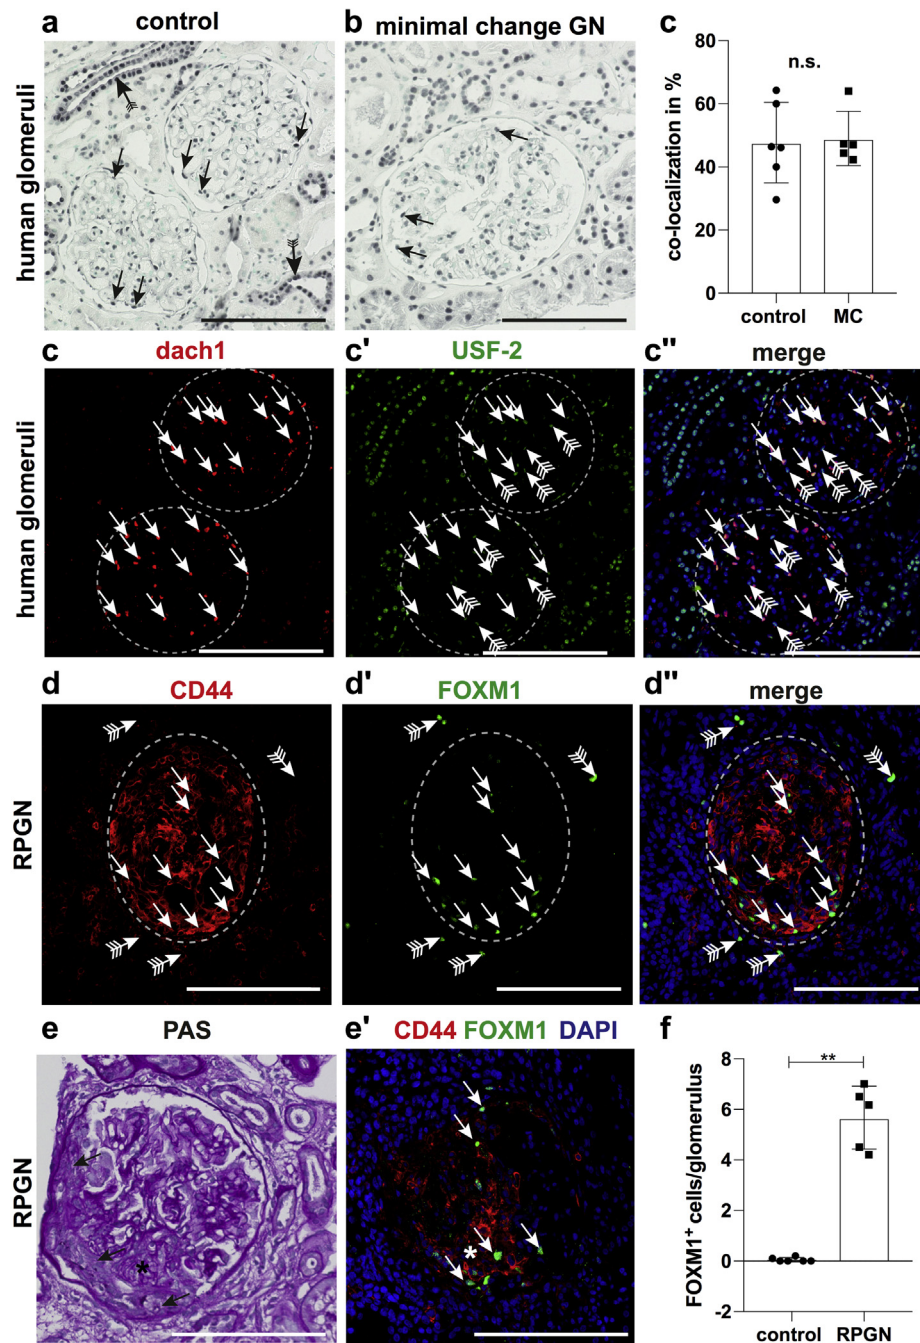 a control
b minimal change GN
c
human glomeruli
co-localization in %
80
60
40
20
0
n.s.
control MC
c dach1
c' USF-2
c" merge
human glomeruli
d CD44
d' FOXM1
d" merge
RPGN
e PAS
e' CD44 FOXM1 DAPI
f
RPGN
*
*
FOXM1+ cells/glomerulus
8
6
4
2
0
-2
**
control RPGN